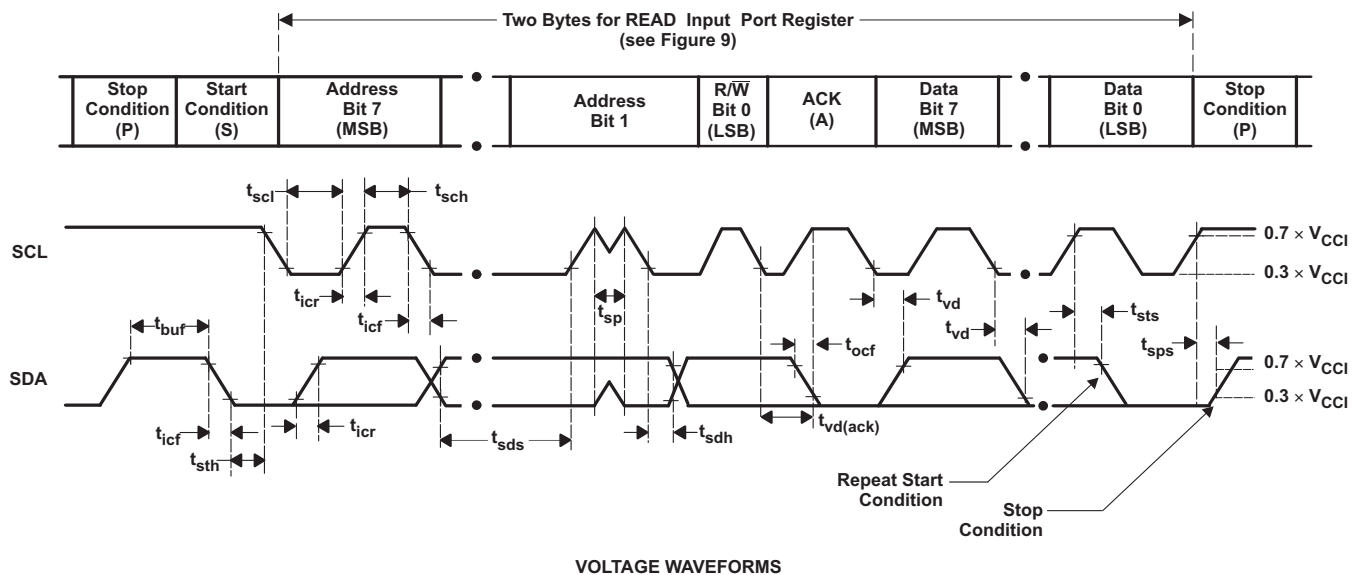 Two Bytes for READ Input Port Register
(see Figure 9)
Stop
Condition
(P)
Start
Condition
(S)
Address
Bit 7
(MSB)
Address
Bit 1
R/W̅
Bit 0
(LSB)
ACK
(A)
Data
Bit 7
(MSB)
Data
Bit 0
(LSB)
Stop
Condition
(P)
tscl
tsch
SCL
0.7 × VCCI
0.3 × VCCI
ticr
ticf
tsp
tvd
tvd
tsts
tbuf
tocf
tsps
SDA
0.7 × VCCI
0.3 × VCCI
ticf
ticr
tsth
tsds
tsdh
tvd(ack)
Repeat Start
Condition
Stop
Condition
VOLTAGE WAVEFORMS